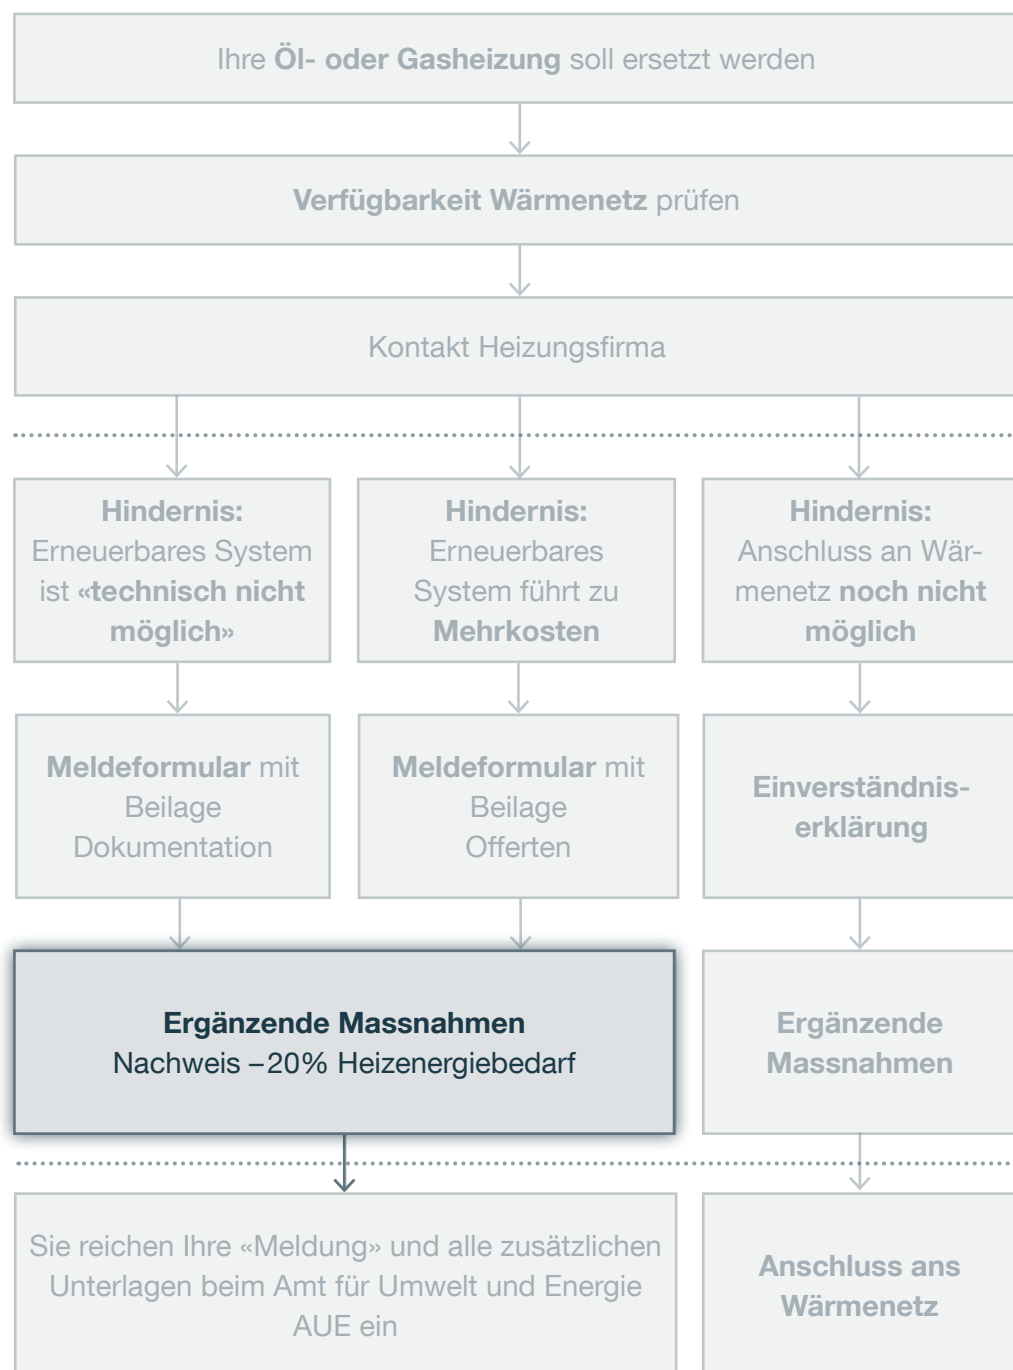 Ihre Öl- oder Gasheizung soll ersetzt werden
Verfügbarkeit Wärmenetz prüfen
Kontakt Heizungsfirma
Hindernis:
Erneuerbares System
ist «technisch nicht
möglich»
Hindernis:
Erneuerbares
System führt zu
Mehrkosten
Hindernis:
Anschluss an Wär-
menetz noch nicht
möglich
Meldeformular mit
Beilage
Dokumentation
Meldeformular mit
Beilage
Offerten
Einverständnis-
erklärung
Ergänzende Massnahmen
Nachweis –20% Heizenergiebedarf
Ergänzende
Massnahmen
Sie reichen Ihre «Meldung» und alle zusätzlichen
Unterlagen beim Amt für Umwelt und Energie
AUE ein
Anschluss ans
Wärmenetz